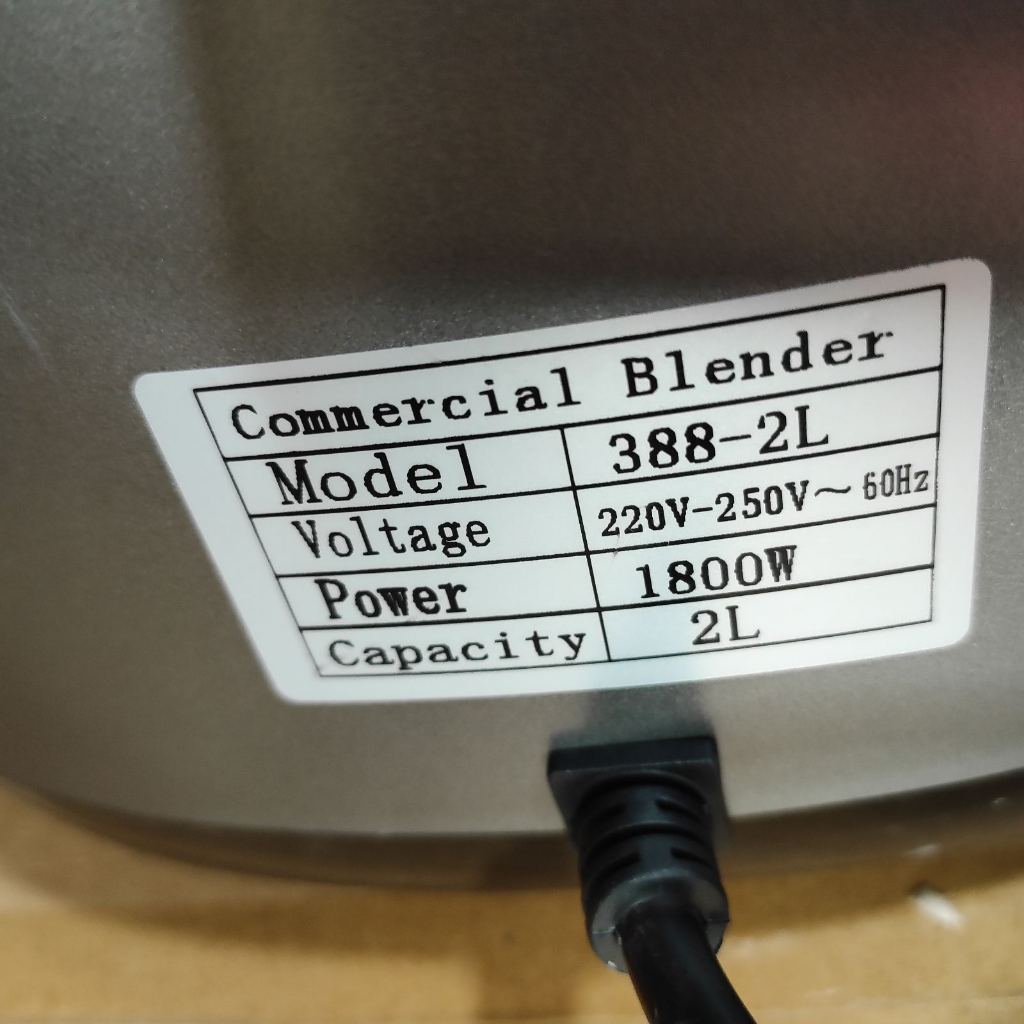 Commercial Blender
Model 388-2L
Voltage 220V-250V~60Hz
Power 1800W
Capacity 2L